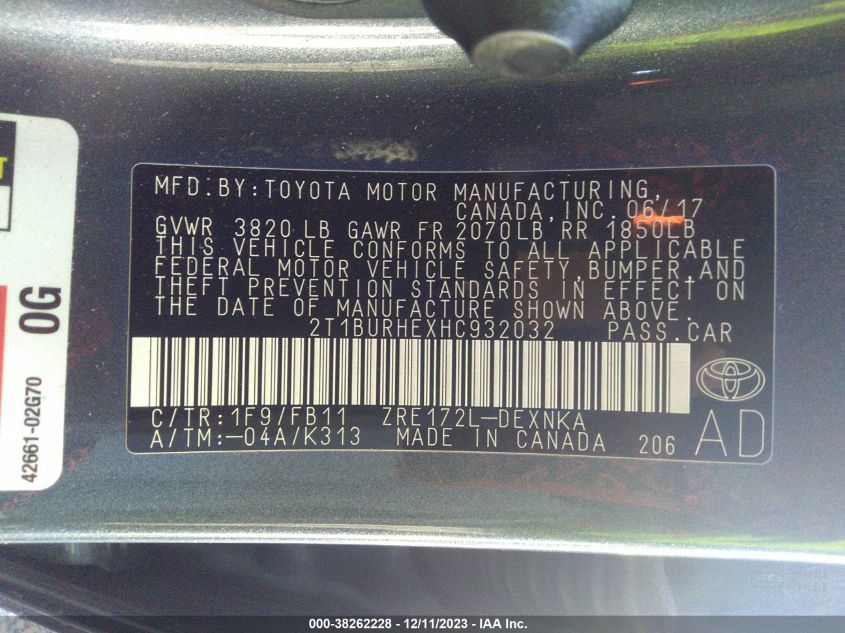 MFD.BY:TOYOTA MOTOR MANUFACTURING,
CANADA,INC.06/17
GVWR 3820 LB GAWR FR 2070LB RR 1850LB
THIS VEHICLE CONFORMS TO ALL APPLICABLE
FEDERAL MOTOR VEHICLE SAFETY,BUMPER,AND
THEFT PREVENTION STANDARDS IN EFFECT ON
THE DATE OF MANUFACTURE SHOWN ABOVE.
2T1BURHEXHC932032 PASS.CAR
C/TR:1F9/FB11 ZRE172L-DEXNKA
A/TM:-04A/K313 MADE IN CANADA 206
AD
0G
42661-02G70
000-38262228 - 12/11/2023 - IAA Inc.